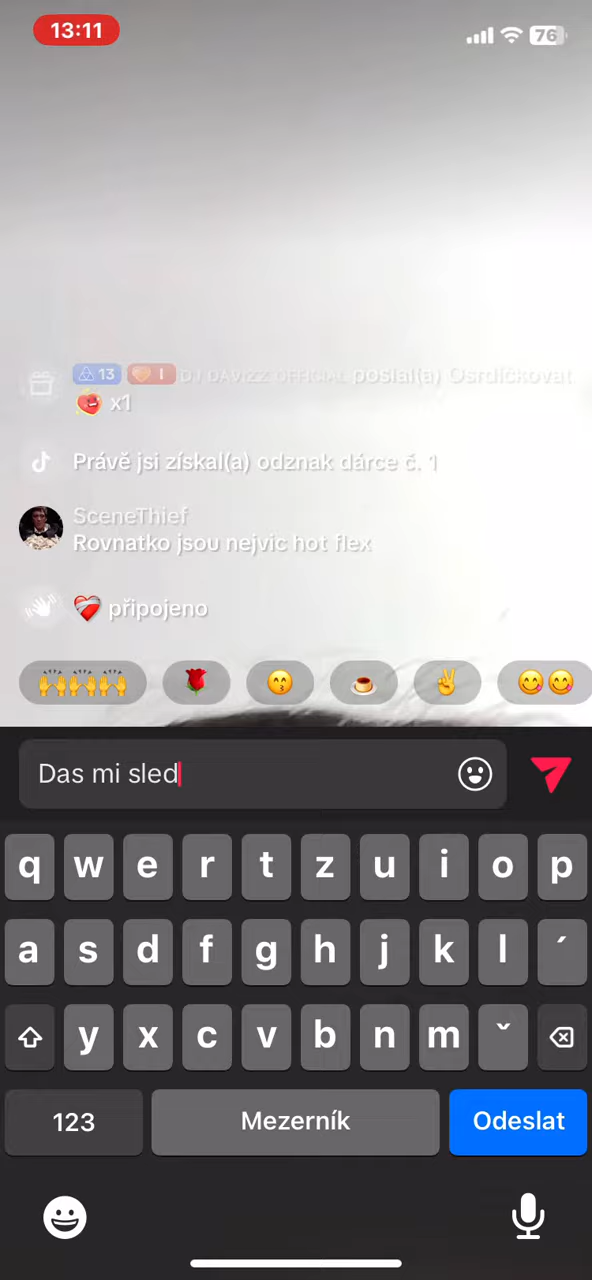 13:11
76
13 I DJ DAVIZZ OFFICIAL poslal(a) Osrdíčkovat
x1
Právě jsi získal(a) odznak dárce č. 1
SceneThief
Rovnatko jsou nejvic hot flex
připojeno
Das mi sled
q w e r t z u i o p
a s d f g h j k l ´
y x c v b n m ˇ
123 Mezerník Odeslat